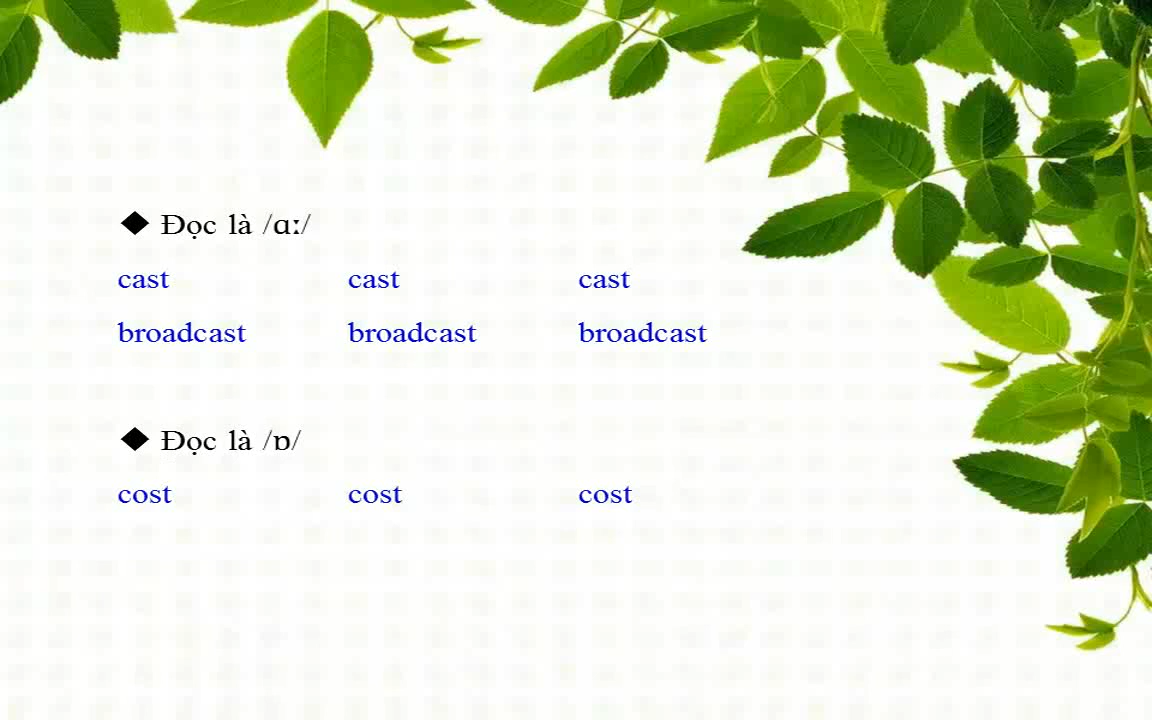 ◆ Đọc là /ɑː/
cast cast cast
broadcast broadcast broadcast
◆ Đọc là /ɒ/
cost cost cost